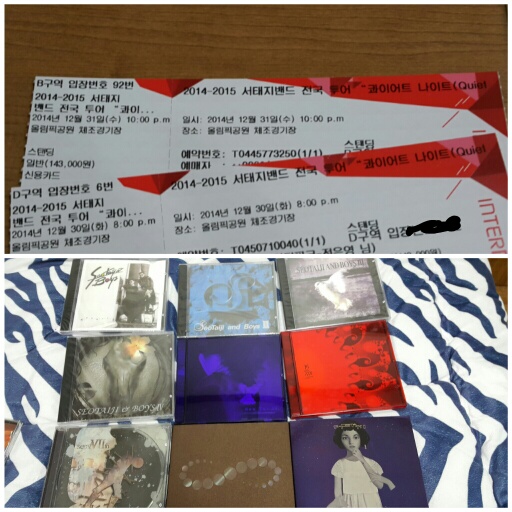 B구역 입장번호 92번
2014-2015 서태지
밴드 전국 투어 "콰이...
2014년 12월 31일(수) 10:00 p.m
올림픽공원 체조경기장
스탠딩
일반(143,000원)
신용카드
2014-2015 서태지밴드 전국 투어 "콰이어트 나이트(Quiet
일시: 2014년 12월 31일(수) 10:00 p.m
장소: 올림픽공원 체조경기장
스탠딩
예약번호: T0445773250(1/1)
예매자
D구역 입장번호 6번
2014-2015 서태지
밴드 전국 투어 "콰이...
2014년 12월 30일(화) 8:00 p.m
올림픽공원 체조경기장
2014-2015 서태지밴드 전국 투어 "콰이어트 나이트(Quiet
일시: 2014년 12월 30일(화) 8:00 p.m
장소: 올림픽공원 체조경기장
스탠딩
D구역 입장
예약번호: T0450710040(1/1)
INTER
Seotaiji and Boys II
SEOTAIJI AND BOYS III
SEOTAIJI & BOYS IV